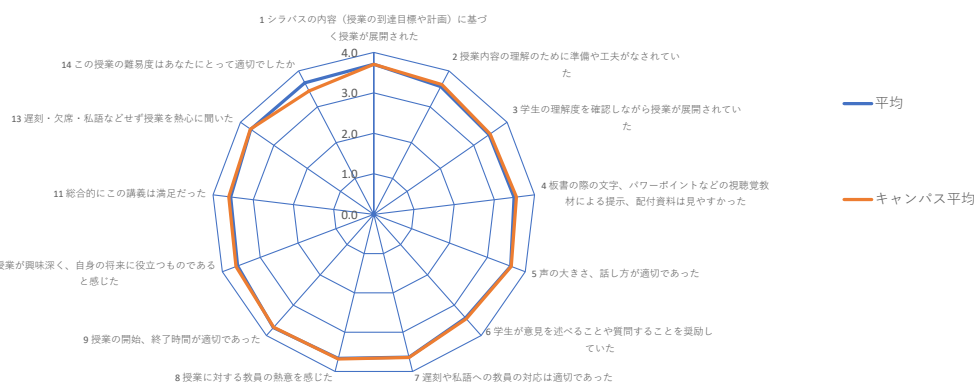 1 シラバスの内容（授業の到達目標や計画）に基づ
く授業が展開された
2 授業内容の理解のために準備や工夫がなされてい
た
3 学生の理解度を確認しながら授業が展開されてい
た
4 板書の際の文字、パワーポイントなどの視聴覚教
材による提示、配付資料は見やすかった
5 声の大きさ、話し方が適切であった
6 学生が意見を述べることや質問することを奨励し
ていた
7 遅刻や私語への教員の対応は適切であった
8 授業に対する教員の熱意を感じた
9 授業の開始、終了時間が適切であった
授業が興味深く、自身の将来に役立つものである
と感じた
11 総合的にこの講義は満足だった
13 遅刻・欠席・私語などせず授業を熱心に聞いた
14 この授業の難易度はあなたにとって適切でしたか
4.0
3.0
2.0
1.0
0.0
平均
キャンパス平均